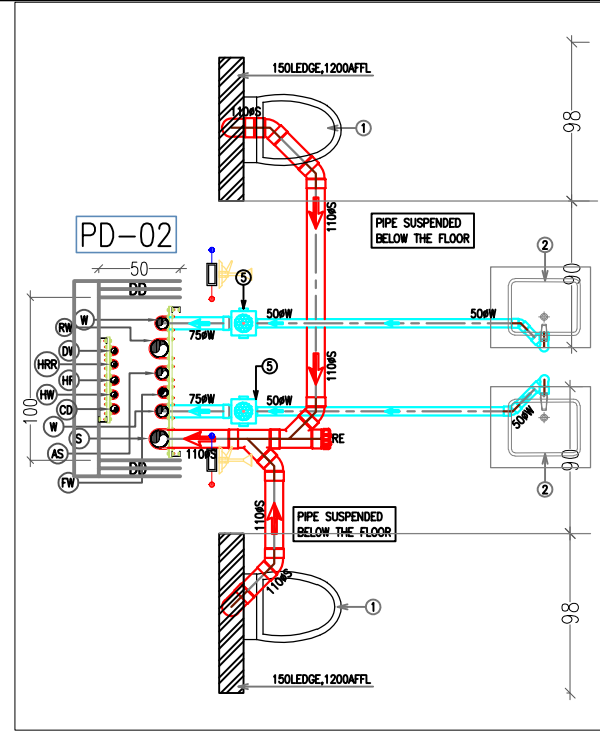 150LEDGE,1200AFFL
110ØS
1
98
110ØS
PIPE SUSPENDED
BELOW THE FLOOR
PD-02
2
50
90
DD
5
W
50ØW
50ØW
RW
75ØW
DW
110ØS
5
HRR
HF
75ØW
50ØW
HW
100
CD
50ØW
W
S
RE
AS
110ØS
90
DD
FW
2
110ØS
PIPE SUSPENDED
BELOW THE FLOOR
110ØS
1
98
150LEDGE,1200AFFL